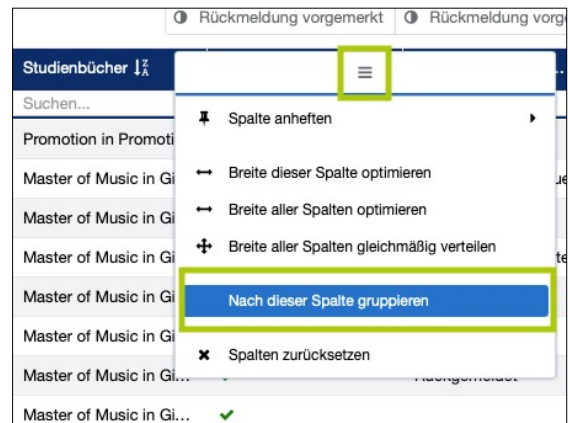 Rückmeldung vorgemerkt Rückmeldung vorge
Studienbücher
Suchen...
Spalte anheften
Promotion in Promoti
Breite dieser Spalte optimieren
Master of Music in Gi
Breite aller Spalten optimieren
Master of Music in Gi
Breite aller Spalten gleichmäßig verteilen
Master of Music in Gi
Nach dieser Spalte gruppieren
Master of Music in Gi
Master of Music in Gi
Spalten zurücksetzen
Master of Music in Gi...
Master of Music in Gi...